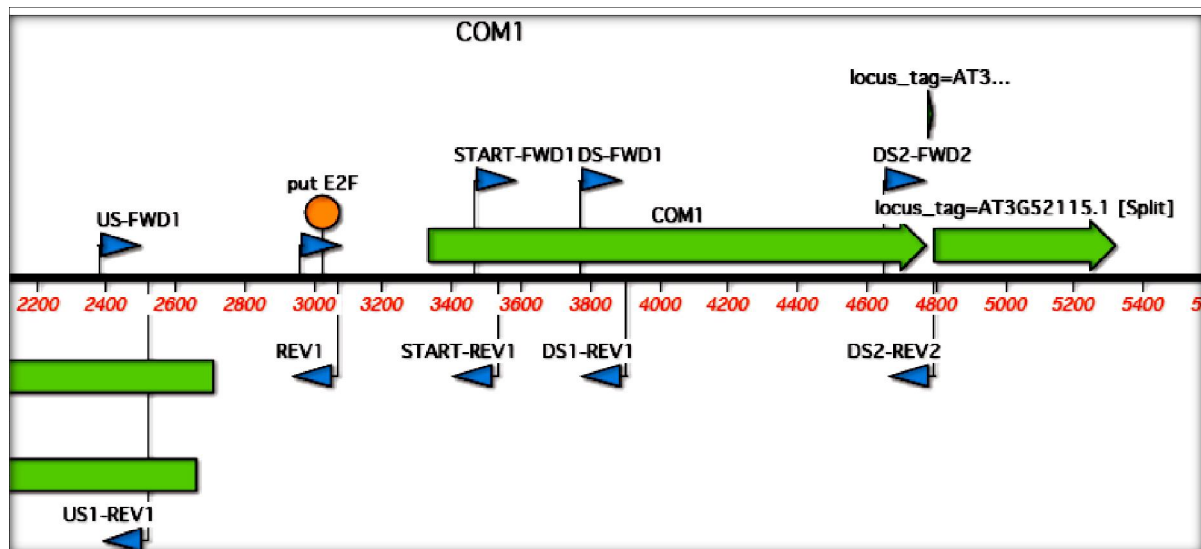 COM1
locus_tag=AT3...
START-FWD1 DS-FWD1 DS2-FWD2
put E2F
US-FWD1 COM1 locus_tag=AT3G52115.1 [Split]
2200 2400 2600 2800 3000 3200 3400 3600 3800 4000 4200 4400 4600 4800 5000 5200 5400 5
REV1 START-REV1 DS1-REV1 DS2-REV2
US1-REV1